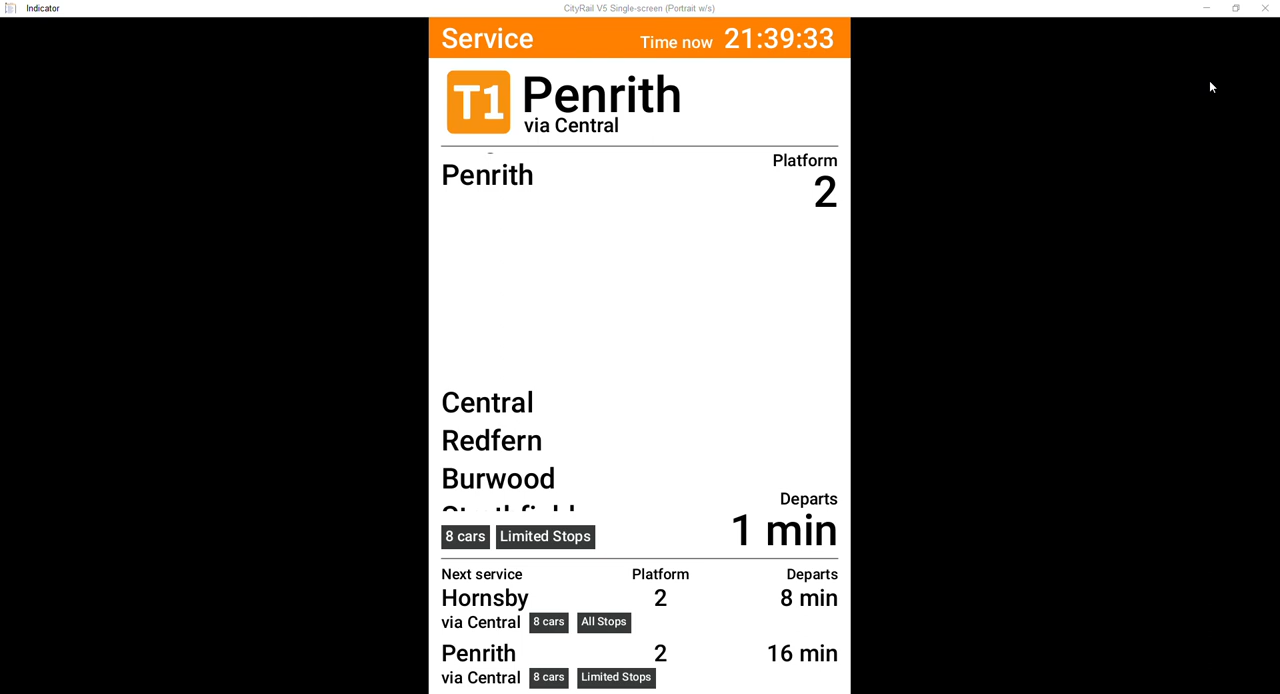 Indicator
CityRail V5 Single-screen (Portrait w/s)
Service
Time now 21:39:33
T1 Penrith
via Central
Platform
Penrith
2
Central
Redfern
Burwood
Strathfield
Departs
8 cars Limited Stops
1 min
Next service Platform Departs
Hornsby 2 8 min
via Central 8 cars All Stops
Penrith 2 16 min
via Central 8 cars Limited Stops